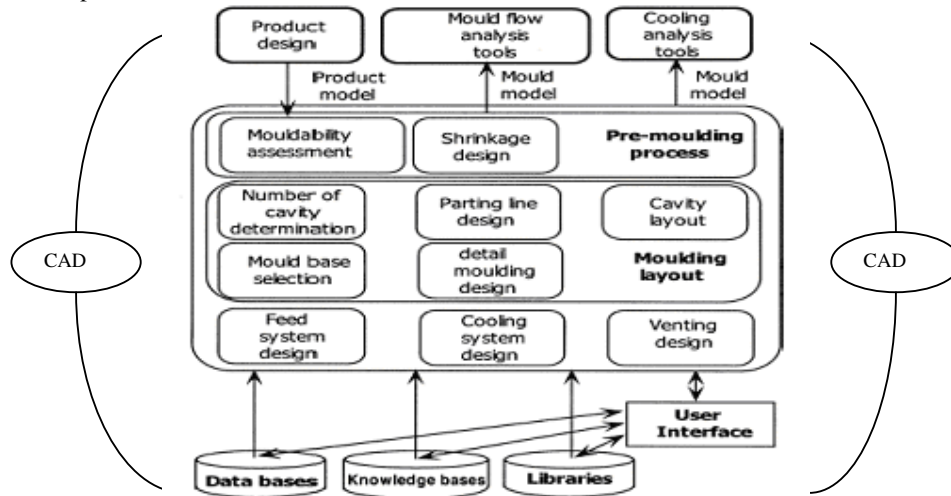 Product
design
Mould flow
analysis
tools
Cooling
analysis
tools
Product
model
Mould
model
Mould
model
Mouldability
assessment
Shrinkage
design
Pre-moulding
process
Number of
cavity
determination
Parting line
design
Cavity
layout
CAD
CAD
Mould base
selection
detail
moulding
design
Moulding
layout
Feed
system
design
Cooling
system
design
Venting
design
User
Interface
Data bases
Knowledge bases
Libraries